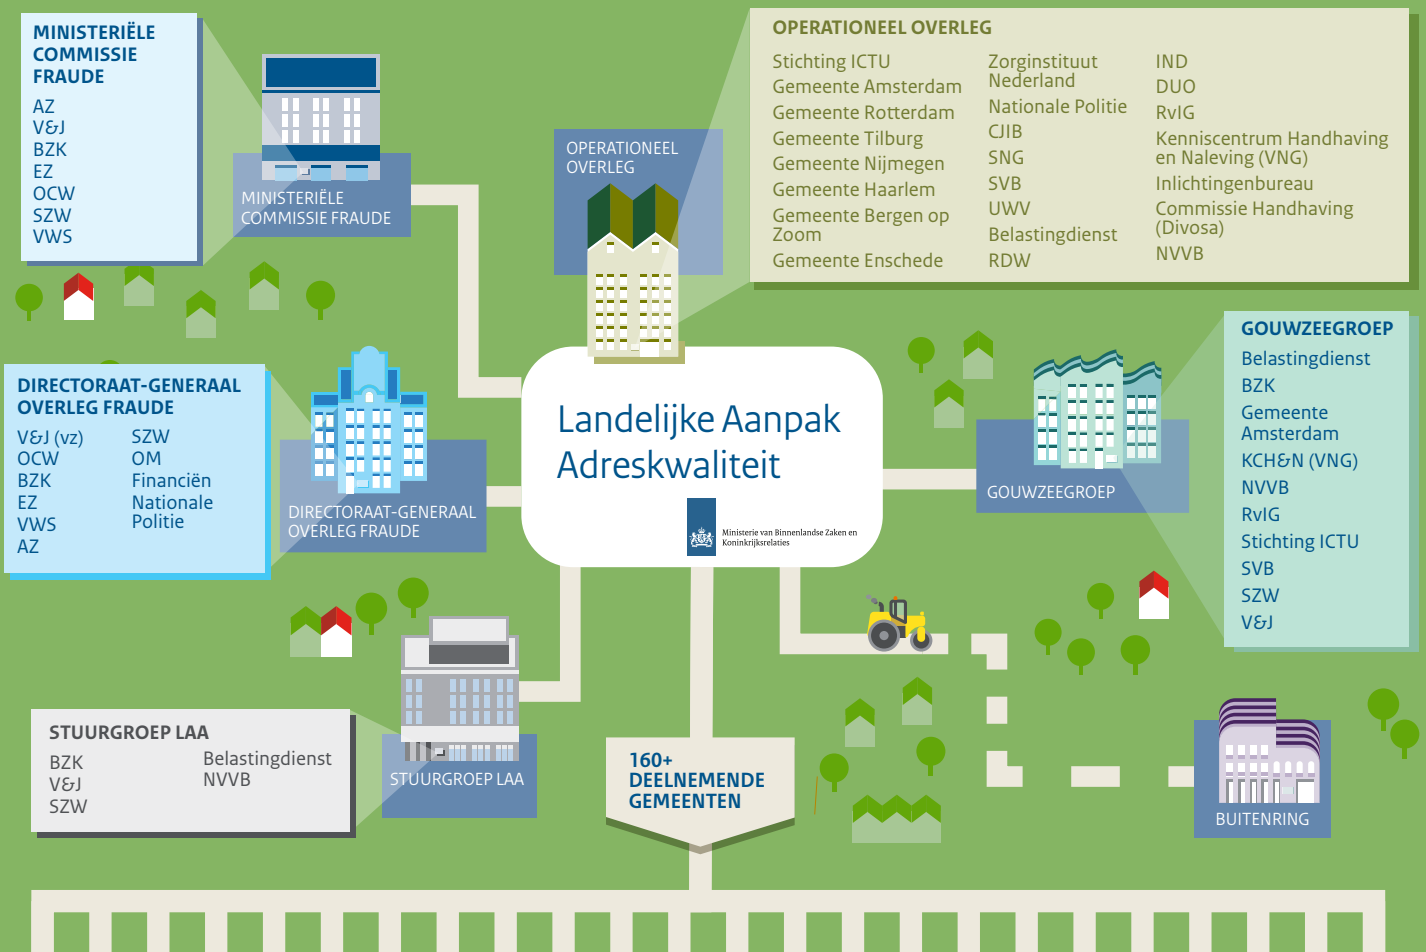 MINISTERIËLE
COMMISSIE
FRAUDE
AZ
V&J
BZK
EZ
OCW
SZW
VWS
MINISTERIËLE
COMMISSIE FRAUDE
OPERATIONEEL
OVERLEG
OPERATIONEEL OVERLEG
Stichting ICTU
Gemeente Amsterdam
Gemeente Rotterdam
Gemeente Tilburg
Gemeente Nijmegen
Gemeente Haarlem
Gemeente Bergen op
Zoom
Gemeente Enschede
Zorginstituut
Nederland
Nationale Politie
CJIB
SNG
SVB
UWV
Belastingdienst
RDW
IND
DUO
RvIG
Kenniscentrum Handhaving
en Naleving (VNG)
Inlichtingenbureau
Commissie Handhaving
(Divosa)
NVVB
DIRECTORAAT-GENERAAL
OVERLEG FRAUDE
V&J (vz)
OCW
BZK
EZ
VWS
AZ
SZW
OM
Financiën
Nationale
Politie
DIRECTORAAT-GENERAAL
OVERLEG FRAUDE
Landelijke Aanpak
Adreskwaliteit
Ministerie van Binnenlandse Zaken en
Koninkrijksrelaties
GOUWZEEGROEP
GOUWZEEGROEP
Belastingdienst
BZK
Gemeente
Amsterdam
KCH&N (VNG)
NVVB
RvIG
Stichting ICTU
SVB
SZW
V&J
STUURGROEP LAA
BZK
V&J
SZW
Belastingdienst
NVVB
STUURGROEP LAA
160+
DEELNEMENDE
GEMEENTEN
BUITENRING